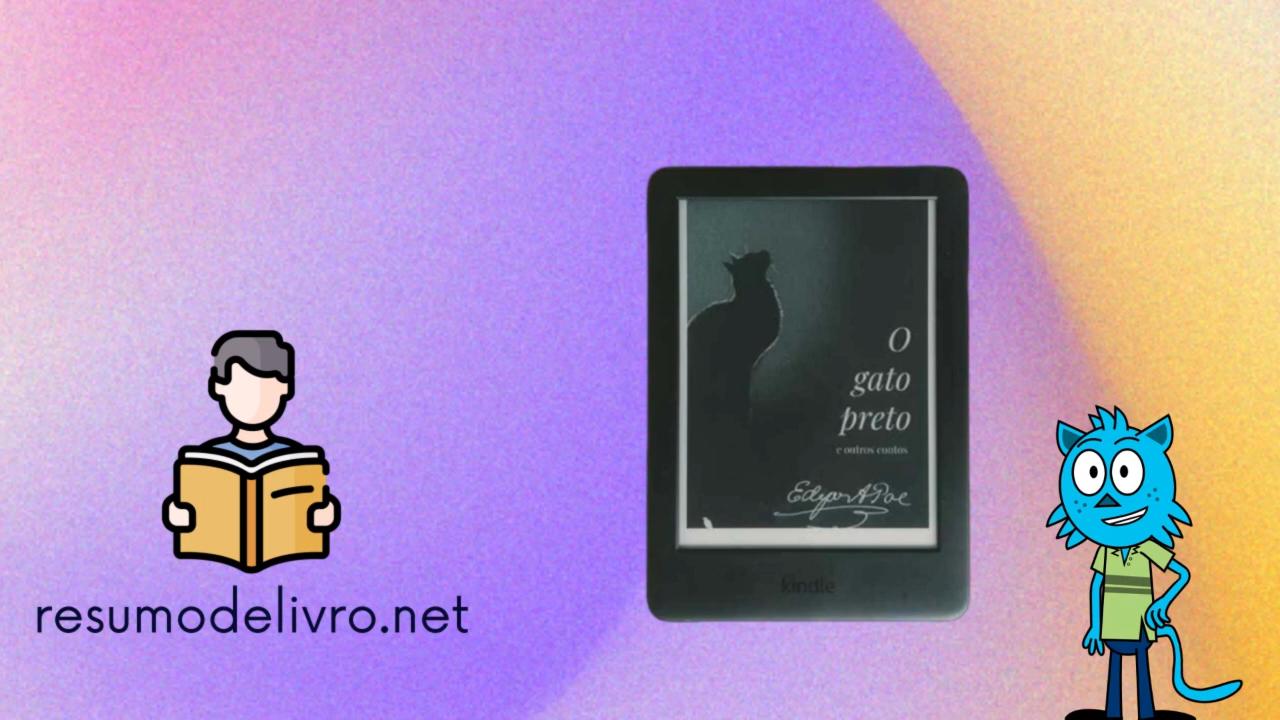 O
gato
preto
e outros contos
Edgar A Poe
kindle
resumodelivro.net